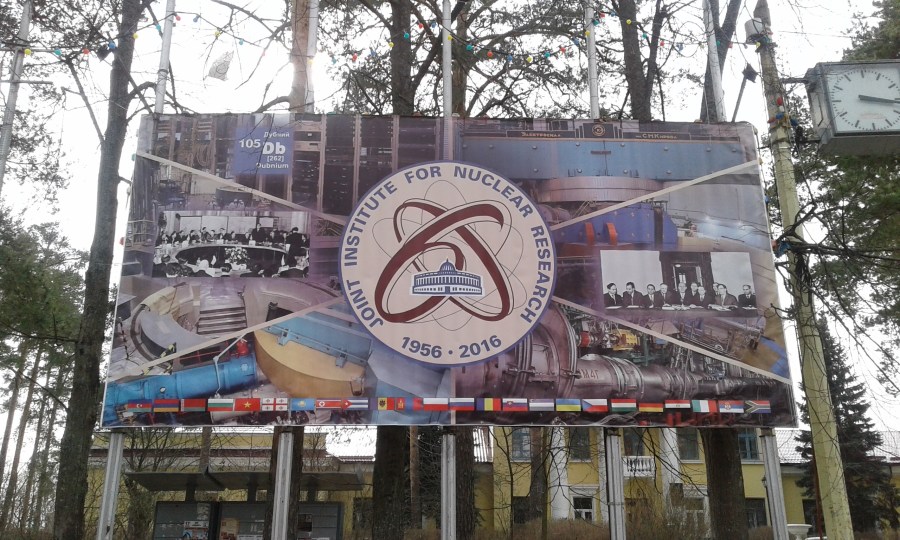 Дубний
105 Db
[262]
Dubnium
JOINT INSTITUTE FOR NUCLEAR RESEARCH
1956 · 2016